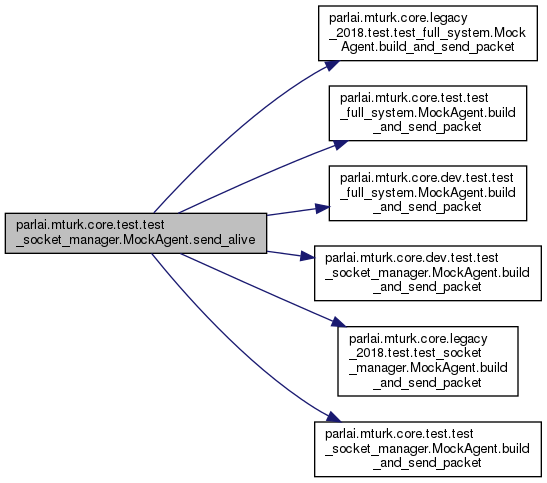 parlai.mturk.core.legacy
_2018.test.test_full_system.Mock
Agent.build_and_send_packet
parlai.mturk.core.test.test
_full_system.MockAgent.build
_and_send_packet
parlai.mturk.core.dev.test.test
_full_system.MockAgent.build
_and_send_packet
parlai.mturk.core.test.test
_socket_manager.MockAgent.send_alive
parlai.mturk.core.dev.test.test
_socket_manager.MockAgent.build
_and_send_packet
parlai.mturk.core.legacy
_2018.test.test_socket
_manager.MockAgent.build
_and_send_packet
parlai.mturk.core.test.test
_socket_manager.MockAgent.build
_and_send_packet